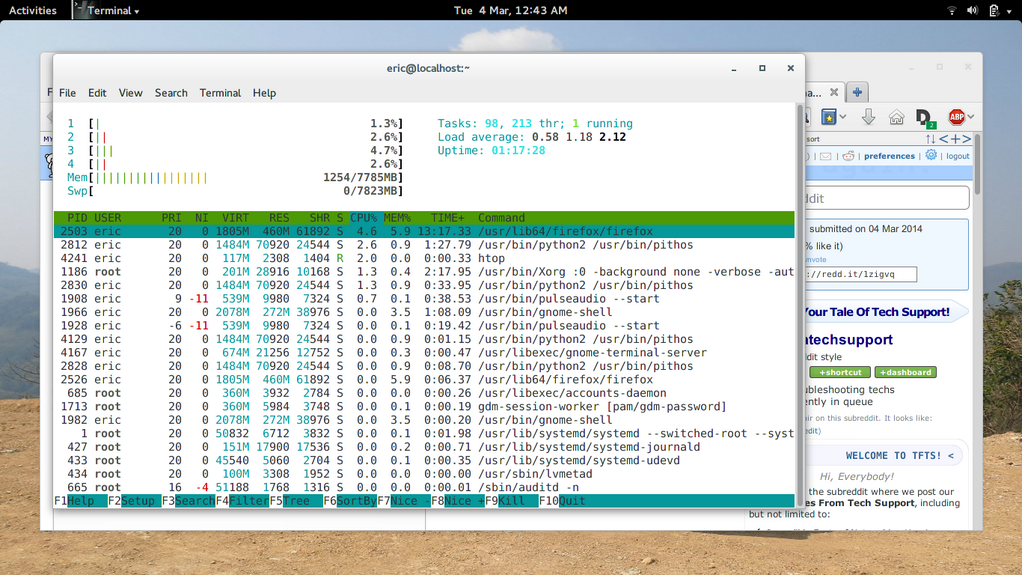 Activities Terminal Tue 4 Mar, 12:43 AM
eric@localhost:~
File Edit View Search Terminal Help
1 [| 1.3%] Tasks: 98, 213 thr; 1 running
2 [|| 2.6%] Load average: 0.58 1.18 2.12
3 [||| 4.7%] Uptime: 01:17:28
4 [|| 2.6%]
Mem[||||||||||||||||| 1254/7785MB]
Swp[ 0/7823MB]
PID USER PRI NI VIRT RES SHR S CPU% MEM% TIME+ Command
2503 eric 20 0 1805M 460M 61892 S 4.6 5.9 13:17.33 /usr/lib64/firefox/firefox
2812 eric 20 0 1484M 70920 24544 S 2.6 0.9 1:27.79 /usr/bin/python2 /usr/bin/pithos
4241 eric 20 0 117M 2308 1404 R 2.0 0.0 0:00.33 htop
1186 root 20 0 201M 28916 10168 S 1.3 0.4 2:17.95 /usr/bin/Xorg :0 -background none -verbose -aut
2830 eric 20 0 1484M 70920 24544 S 1.3 0.9 0:33.95 /usr/bin/python2 /usr/bin/pithos
1908 eric 9 -11 539M 9980 7324 S 0.7 0.1 0:38.53 /usr/bin/pulseaudio --start
1966 eric 20 0 2078M 272M 38976 S 0.0 3.5 1:08.09 /usr/bin/gnome-shell
1928 eric -6 -11 539M 9980 7324 S 0.0 0.1 0:19.42 /usr/bin/pulseaudio --start
4129 eric 20 0 1484M 70920 24544 S 0.0 0.9 0:01.15 /usr/bin/python2 /usr/bin/pithos
4167 eric 20 0 674M 21256 12752 S 0.0 0.3 0:00.47 /usr/libexec/gnome-terminal-server
2828 eric 20 0 1484M 70920 24544 S 0.0 0.9 0:08.70 /usr/bin/python2 /usr/bin/pithos
2526 eric 20 0 1805M 460M 61892 S 0.0 5.9 0:06.37 /usr/lib64/firefox/firefox
685 root 20 0 360M 3932 2784 S 0.0 0.0 0:00.26 /usr/libexec/accounts-daemon
1713 root 20 0 360M 5984 3748 S 0.0 0.1 0:00.19 gdm-session-worker [pam/gdm-password]
1982 eric 20 0 2078M 272M 38976 S 0.0 3.5 0:00.20 /usr/bin/gnome-shell
1 root 20 0 50832 6712 3832 S 0.0 0.1 0:01.98 /usr/lib/systemd/systemd --switched-root --syst
427 root 20 0 151M 17900 17536 S 0.0 0.2 0:00.71 /usr/lib/systemd/systemd-journald
433 root 20 0 45540 5060 2704 S 0.0 0.1 0:00.35 /usr/lib/systemd/systemd-udevd
434 root 20 0 100M 3308 1952 S 0.0 0.0 0:00.00 /usr/sbin/lvmetad
665 root 16 -4 51188 1768 1316 S 0.0 0.0 0:00.01 /sbin/auditd -n
F1Help F2Setup F3SearchF4FilterF5Tree F6SortByF7Nice -F8Nice +F9Kill F10Quit
a...
D 2 ABP
sort
preferences logout
ddit
submitted on 04 Mar 2014
% like it)
://redd.it/1zigvq
Your Tale Of Tech Support!
techsupport
ddit style
+shortcut +dashboard
ubleshooting techs
ently in queue
air on this subreddit. It looks like:
edit)
WELCOME TO TFTS! <
Hi, Everybody!
the subreddit where we post our
es From Tech Support, including
but not limited to: